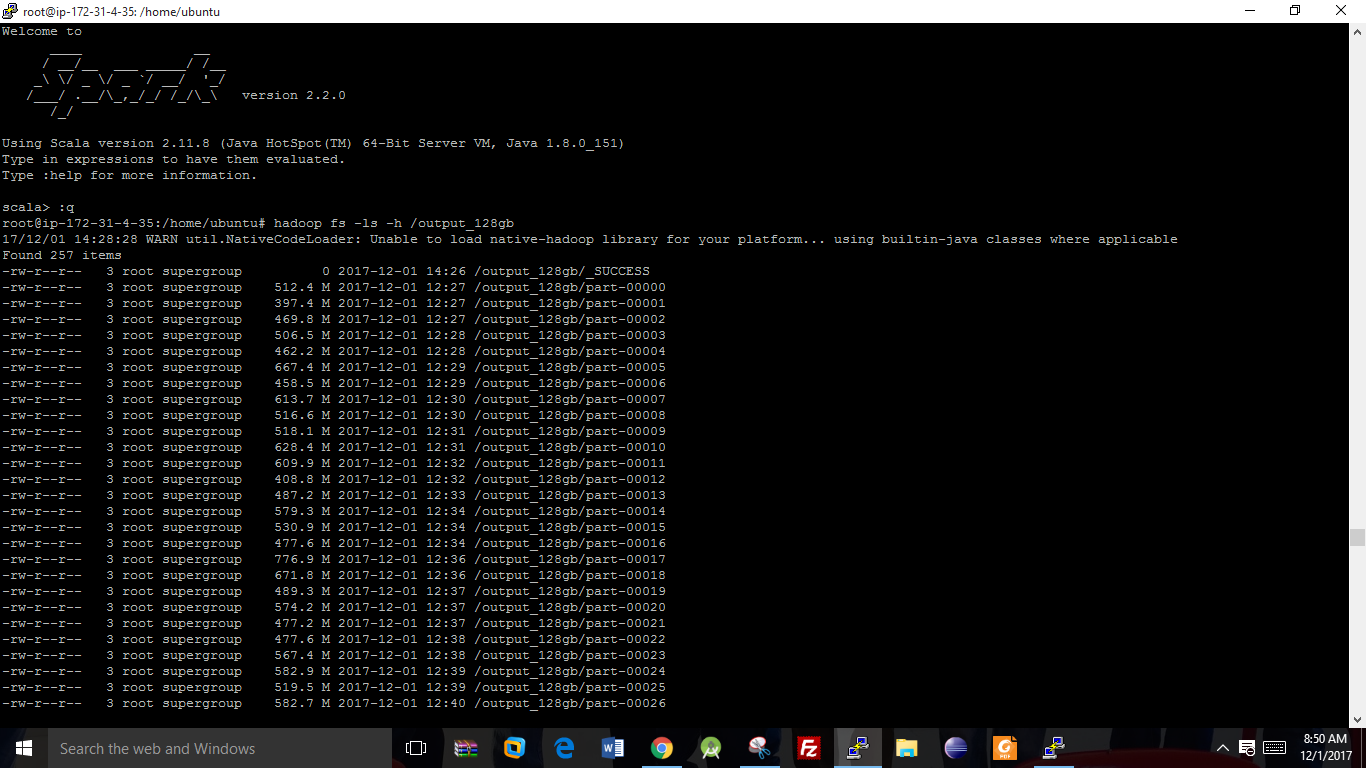 root@ip-172-31-4-35: /home/ubuntu
Welcome to
Spark version 2.2.0
Using Scala version 2.11.8 (Java HotSpot(TM) 64-Bit Server VM, Java 1.8.0_151)
Type in expressions to have them evaluated.
Type :help for more information.
scala> :q
root@ip-172-31-4-35:/home/ubuntu# hadoop fs -ls -h /output_128gb
17/12/01 14:28:28 WARN util.NativeCodeLoader: Unable to load native-hadoop library for your platform... using builtin-java classes where applicable
Found 257 items
-rw-r--r--   3 root supergroup          0 2017-12-01 14:26 /output_128gb/_SUCCESS
-rw-r--r--   3 root supergroup    512.4 M 2017-12-01 12:27 /output_128gb/part-00000
-rw-r--r--   3 root supergroup    397.4 M 2017-12-01 12:27 /output_128gb/part-00001
-rw-r--r--   3 root supergroup    469.8 M 2017-12-01 12:27 /output_128gb/part-00002
-rw-r--r--   3 root supergroup    506.5 M 2017-12-01 12:28 /output_128gb/part-00003
-rw-r--r--   3 root supergroup    462.2 M 2017-12-01 12:28 /output_128gb/part-00004
-rw-r--r--   3 root supergroup    667.4 M 2017-12-01 12:29 /output_128gb/part-00005
-rw-r--r--   3 root supergroup    458.5 M 2017-12-01 12:29 /output_128gb/part-00006
-rw-r--r--   3 root supergroup    613.7 M 2017-12-01 12:30 /output_128gb/part-00007
-rw-r--r--   3 root supergroup    516.6 M 2017-12-01 12:30 /output_128gb/part-00008
-rw-r--r--   3 root supergroup    518.1 M 2017-12-01 12:31 /output_128gb/part-00009
-rw-r--r--   3 root supergroup    628.4 M 2017-12-01 12:31 /output_128gb/part-00010
-rw-r--r--   3 root supergroup    609.9 M 2017-12-01 12:32 /output_128gb/part-00011
-rw-r--r--   3 root supergroup    408.8 M 2017-12-01 12:32 /output_128gb/part-00012
-rw-r--r--   3 root supergroup    487.2 M 2017-12-01 12:33 /output_128gb/part-00013
-rw-r--r--   3 root supergroup    579.3 M 2017-12-01 12:34 /output_128gb/part-00014
-rw-r--r--   3 root supergroup    530.9 M 2017-12-01 12:34 /output_128gb/part-00015
-rw-r--r--   3 root supergroup    477.6 M 2017-12-01 12:34 /output_128gb/part-00016
-rw-r--r--   3 root supergroup    776.9 M 2017-12-01 12:36 /output_128gb/part-00017
-rw-r--r--   3 root supergroup    671.8 M 2017-12-01 12:36 /output_128gb/part-00018
-rw-r--r--   3 root supergroup    489.3 M 2017-12-01 12:37 /output_128gb/part-00019
-rw-r--r--   3 root supergroup    574.2 M 2017-12-01 12:37 /output_128gb/part-00020
-rw-r--r--   3 root supergroup    477.2 M 2017-12-01 12:37 /output_128gb/part-00021
-rw-r--r--   3 root supergroup    477.6 M 2017-12-01 12:38 /output_128gb/part-00022
-rw-r--r--   3 root supergroup    567.4 M 2017-12-01 12:38 /output_128gb/part-00023
-rw-r--r--   3 root supergroup    582.9 M 2017-12-01 12:39 /output_128gb/part-00024
-rw-r--r--   3 root supergroup    519.5 M 2017-12-01 12:39 /output_128gb/part-00025
-rw-r--r--   3 root supergroup    582.7 M 2017-12-01 12:40 /output_128gb/part-00026
Search the web and Windows
8:50 AM
12/1/2017